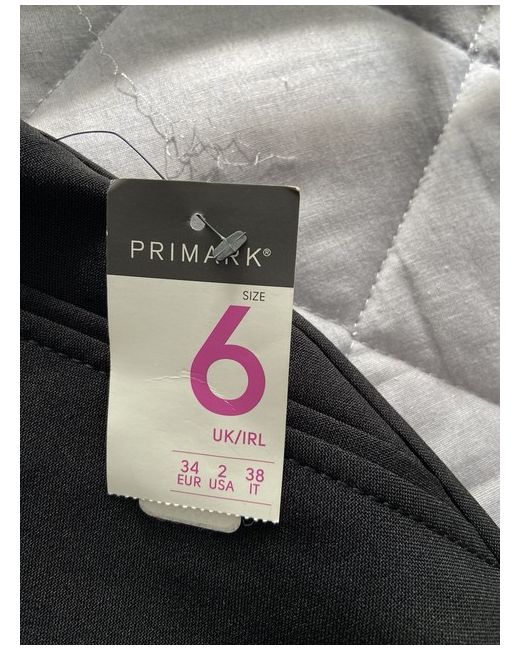 PRIMARK®
SIZE
6
UK/IRL
34 2 38
EUR USA IT